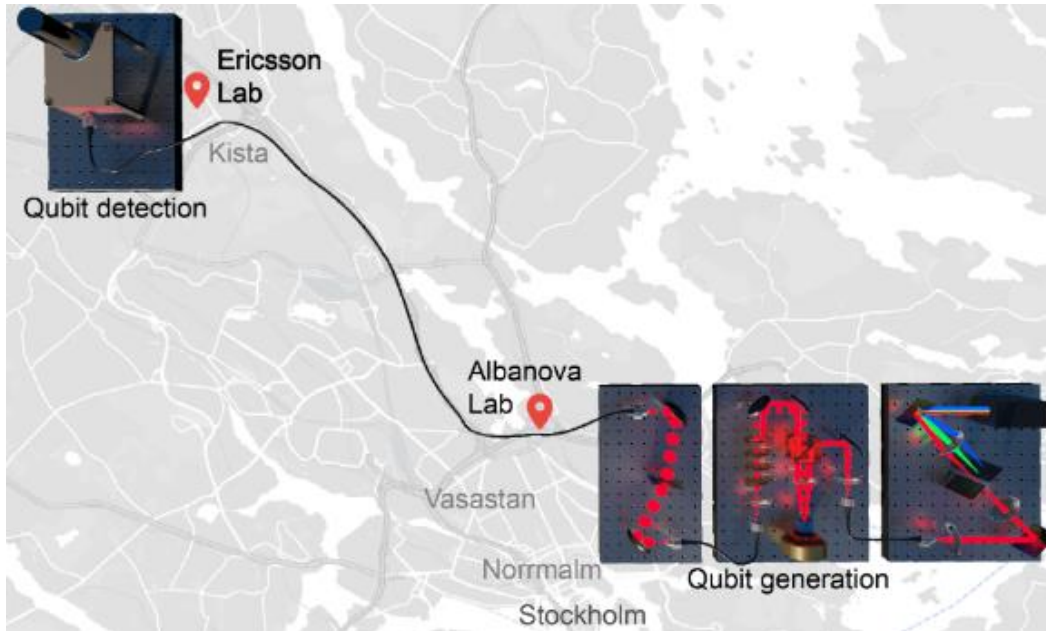 Ericsson
Lab
Kista
Qubit detection
Albanova
Lab
Vasastan
Norrmalm
Qubit generation
Stockholm